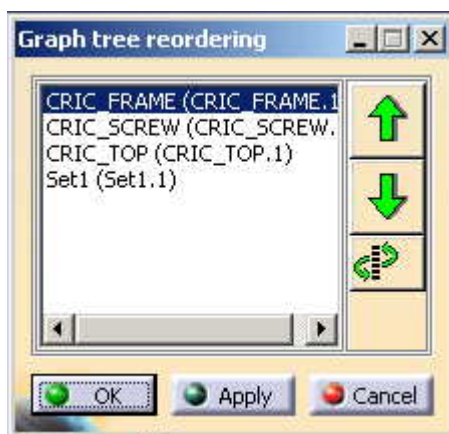 Graph tree reordering
CRIC_FRAME (CRIC_FRAME.1
CRIC_SCREW (CRIC_SCREW.
CRIC_TOP (CRIC_TOP.1)
Set1 (Set1.1)
OK Apply Cancel